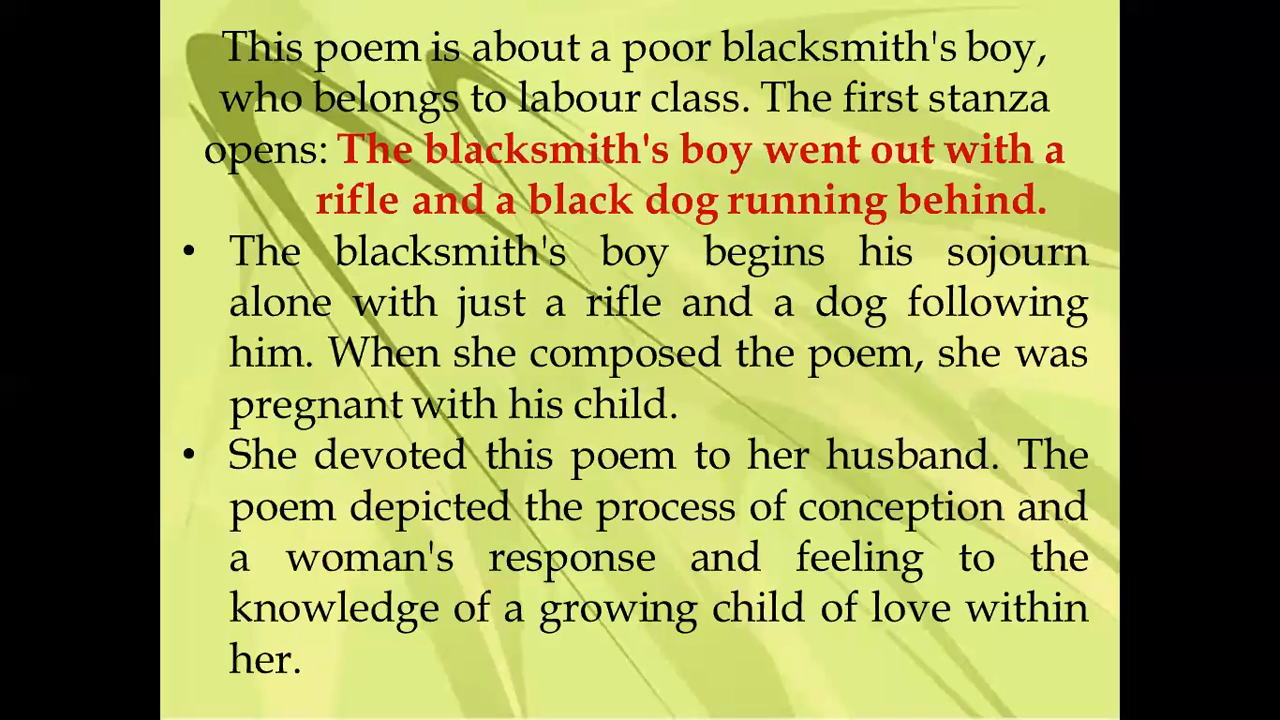 This poem is about a poor blacksmith's boy,
who belongs to labour class. The first stanza
opens: The blacksmith's boy went out with a
rifle and a black dog running behind.
• The blacksmith's boy begins his sojourn
alone with just a rifle and a dog following
him. When she composed the poem, she was
pregnant with his child.
• She devoted this poem to her husband. The
poem depicted the process of conception and
a woman's response and feeling to the
knowledge of a growing child of love within
her.